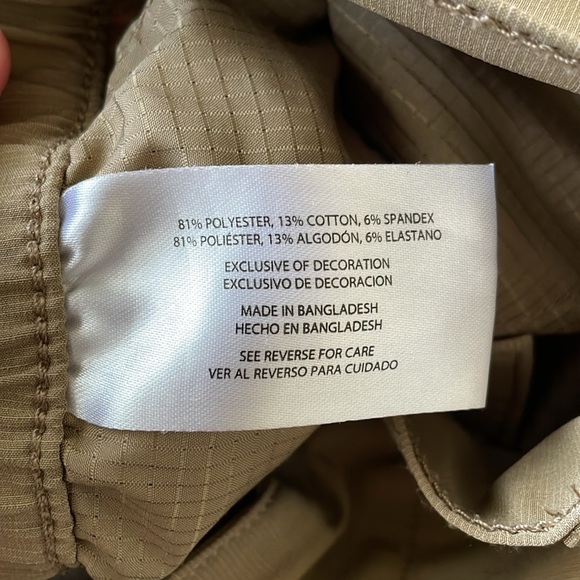 81% POLYESTER, 13% COTTON, 6% SPANDEX
81% POLIÉSTER, 13% ALGODÓN, 6% ELASTANO
EXCLUSIVE OF DECORATION
EXCLUSIVO DE DECORACION
MADE IN BANGLADESH
HECHO EN BANGLADESH
SEE REVERSE FOR CARE
VER AL REVERSO PARA CUIDADO